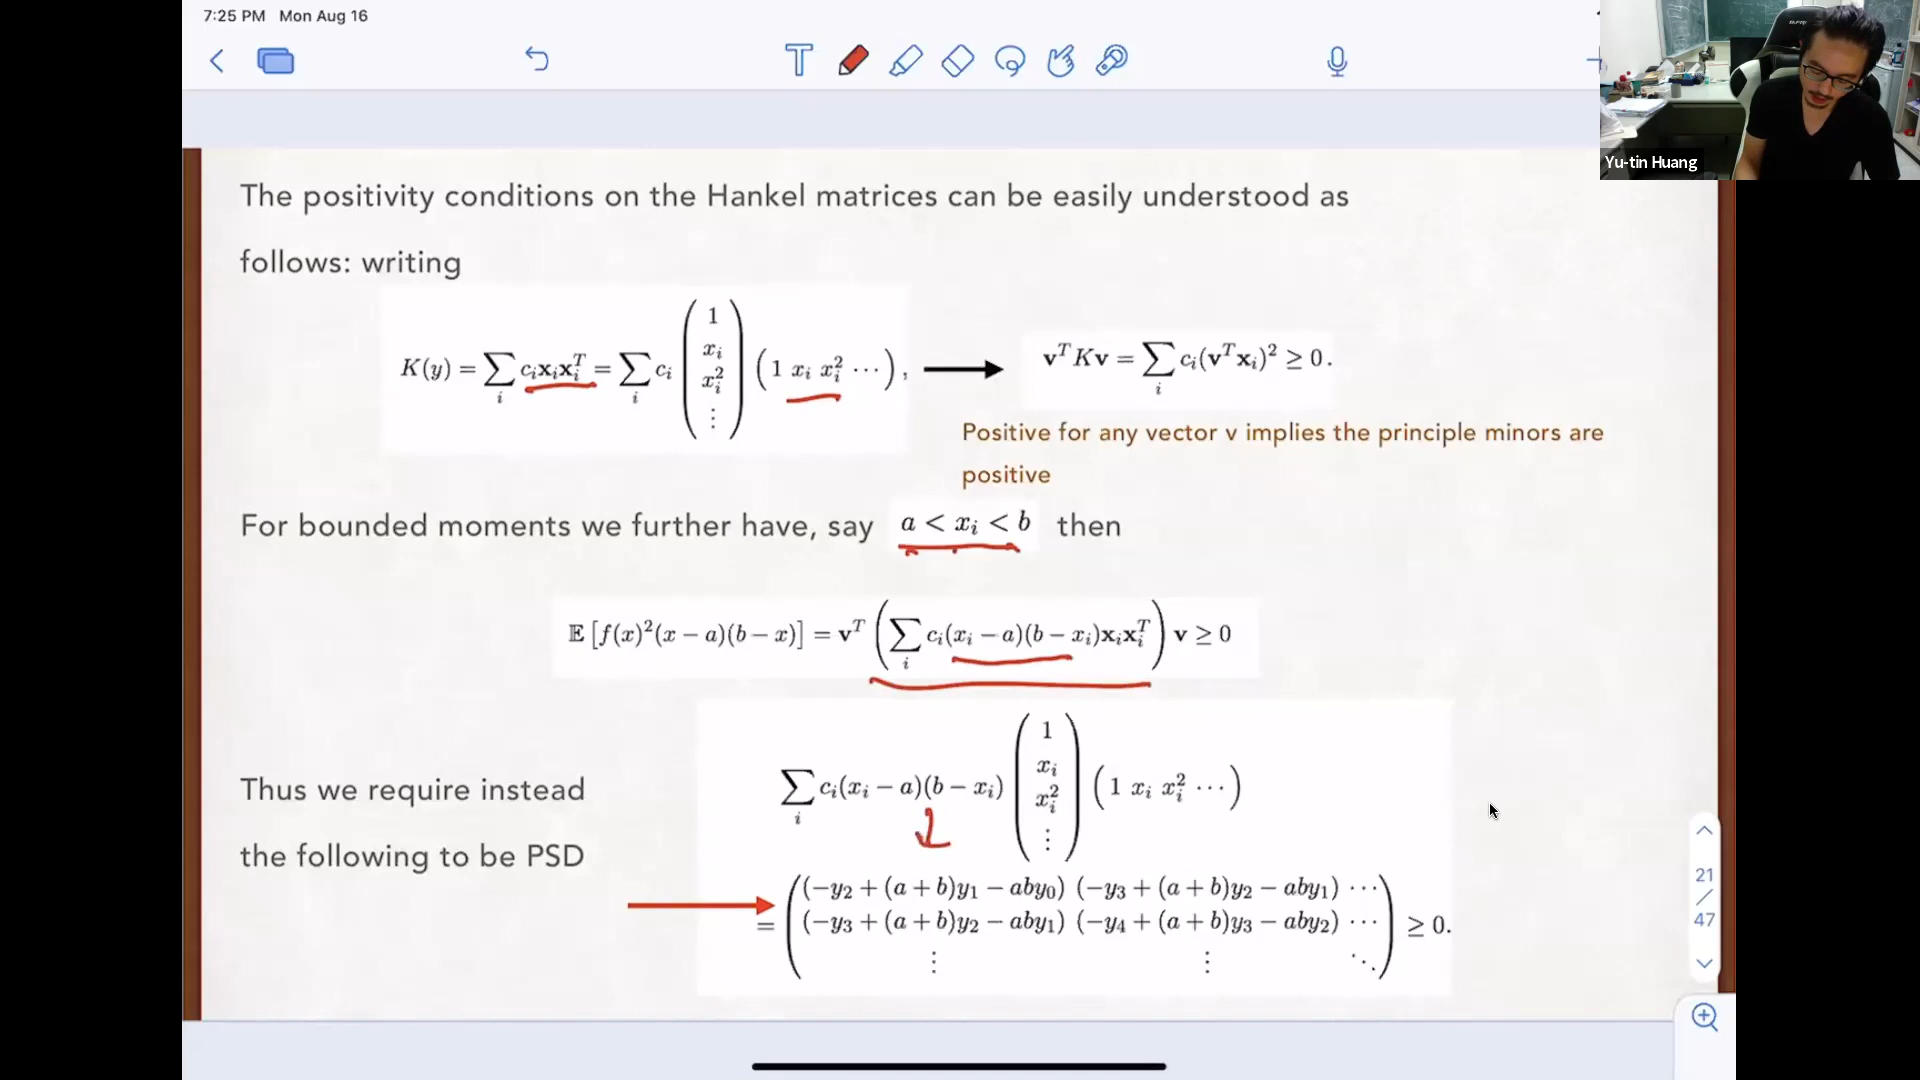 7:25 PM Mon Aug 16
Yu-tin Huang
The positivity conditions on the Hankel matrices can be easily understood as
follows: writing
K(y) = ∑_i c_i 𝐱_i 𝐱_i^T = ∑_i c_i (1 x_i x_i^2 ⋮) (1 x_i x_i^2 ⋯),
𝐯^T K𝐯 = ∑_i c_i(𝐯^T 𝐱_i)^2 ≥ 0.
Positive for any vector v implies the principle minors are
positive
For bounded moments we further have, say a < x_i < b then
𝔼 [f(x)^2(x − a)(b − x)] = 𝐯^T (∑_i c_i(x_i − a)(b − x_i)𝐱_i 𝐱_i^T) 𝐯 ≥ 0
Thus we require instead
the following to be PSD
∑_i c_i(x_i − a)(b − x_i) (1 x_i x_i^2 ⋮) (1 x_i x_i^2 ⋯)
= ((−y_2 + (a + b)y_1 − aby_0) (−y_3 + (a + b)y_2 − aby_1) ⋯
(−y_3 + (a + b)y_2 − aby_1) (−y_4 + (a + b)y_3 − aby_2) ⋯
⋮ ⋮ ⋱) ≥ 0.
21
/
47